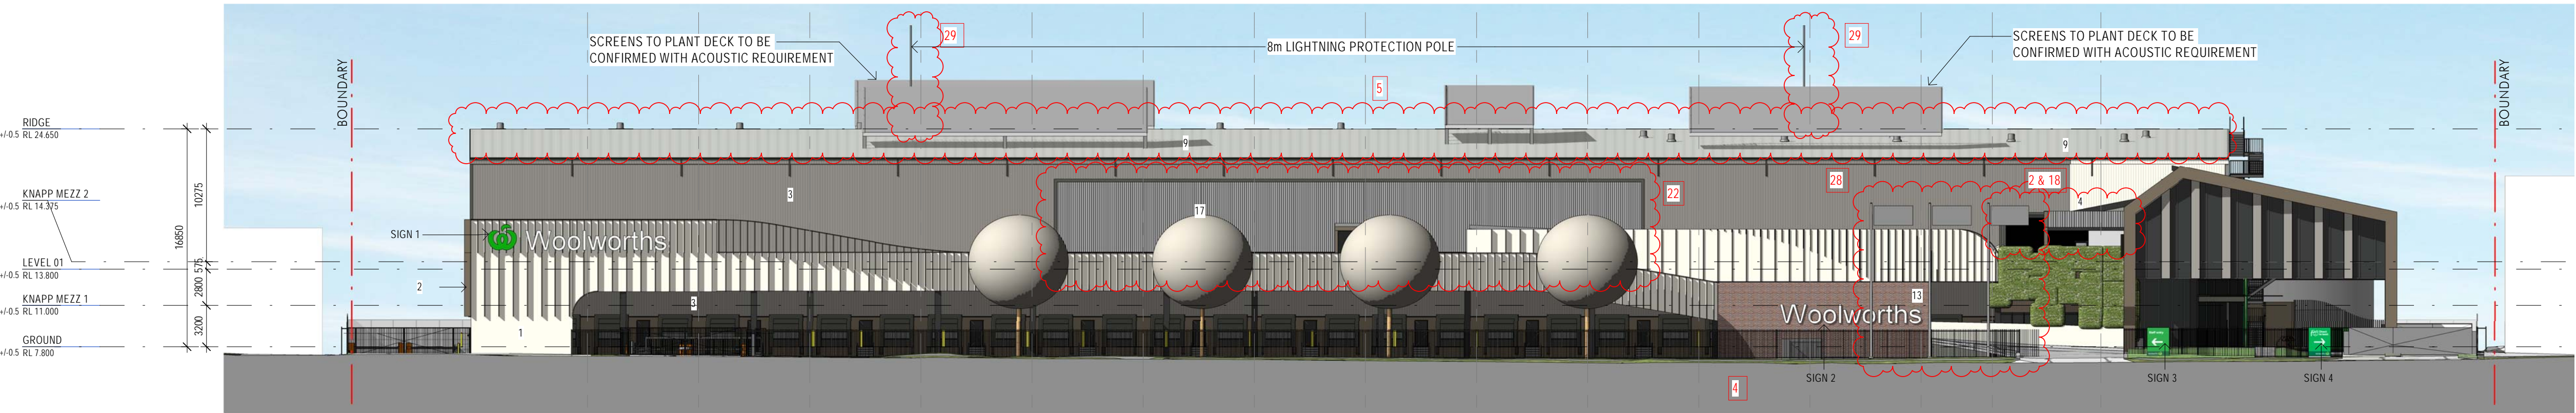 SCREENS TO PLANT DECK TO BE
CONFIRMED WITH ACOUSTIC REQUIREMENT
29
8m LIGHTNING PROTECTION POLE
29
SCREENS TO PLANT DECK TO BE
CONFIRMED WITH ACOUSTIC REQUIREMENT
BOUNDARY
BOUNDARY
5
RIDGE
+/-0.5 RL 24.650
9
9
KNAPP MEZZ 2
+/-0.5 RL 14.375
10275
16850
3
17
22
28
2 & 18
4
SIGN 1
Woolworths
LEVEL 01
+/-0.5 RL 13.800
575
2800
2
KNAPP MEZZ 1
+/-0.5 RL 11.000
3
13
Woolworths
3200
1
GROUND
+/-0.5 RL 7.800
SIGN 2
SIGN 3
SIGN 4
4